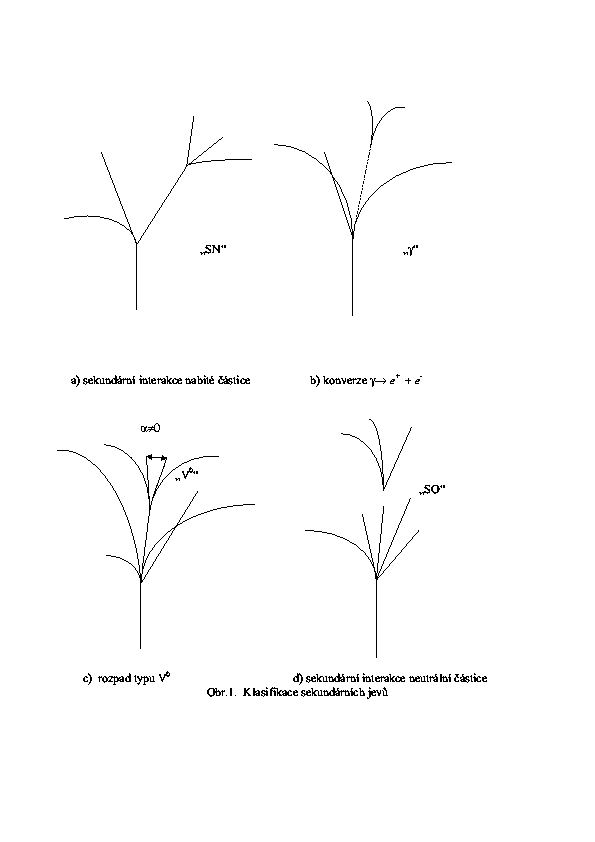 „SN“
„γ“
a) sekundární interakce nabité částice
b) konverze γ→ e⁺ + e⁻
α≠0
„V⁰“
„SO“
c) rozpad typu V⁰
d) sekundární interakce neutrální částice
Obr.1. Klasifikace sekundárních jevů